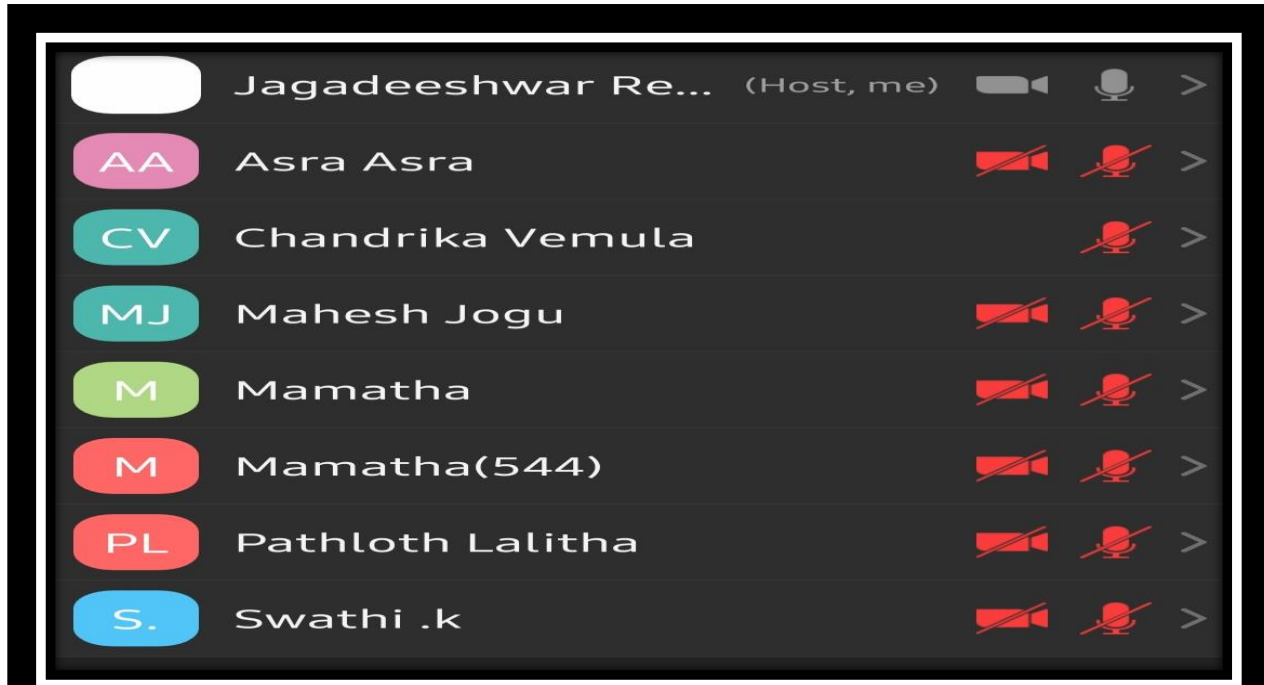 Jagadeeshwar Re... (Host, me)
AA Asra Asra
CV Chandrika Vemula
MJ Mahesh Jogu
M Mamatha
M Mamatha(544)
PL Pathloth Lalitha
S. Swathi .k